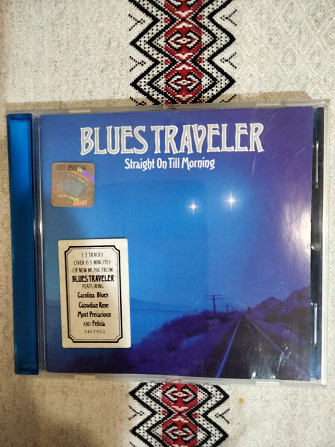 BLUES TRAVELER
Straight On Till Morning
13 TRACKS
OVER 65 MINUTES
OF NEW MUSIC FROM
BLUES TRAVELER
FEATURING
Carolina Blues
Canadian Rose
Most Precarious
AND Felicia